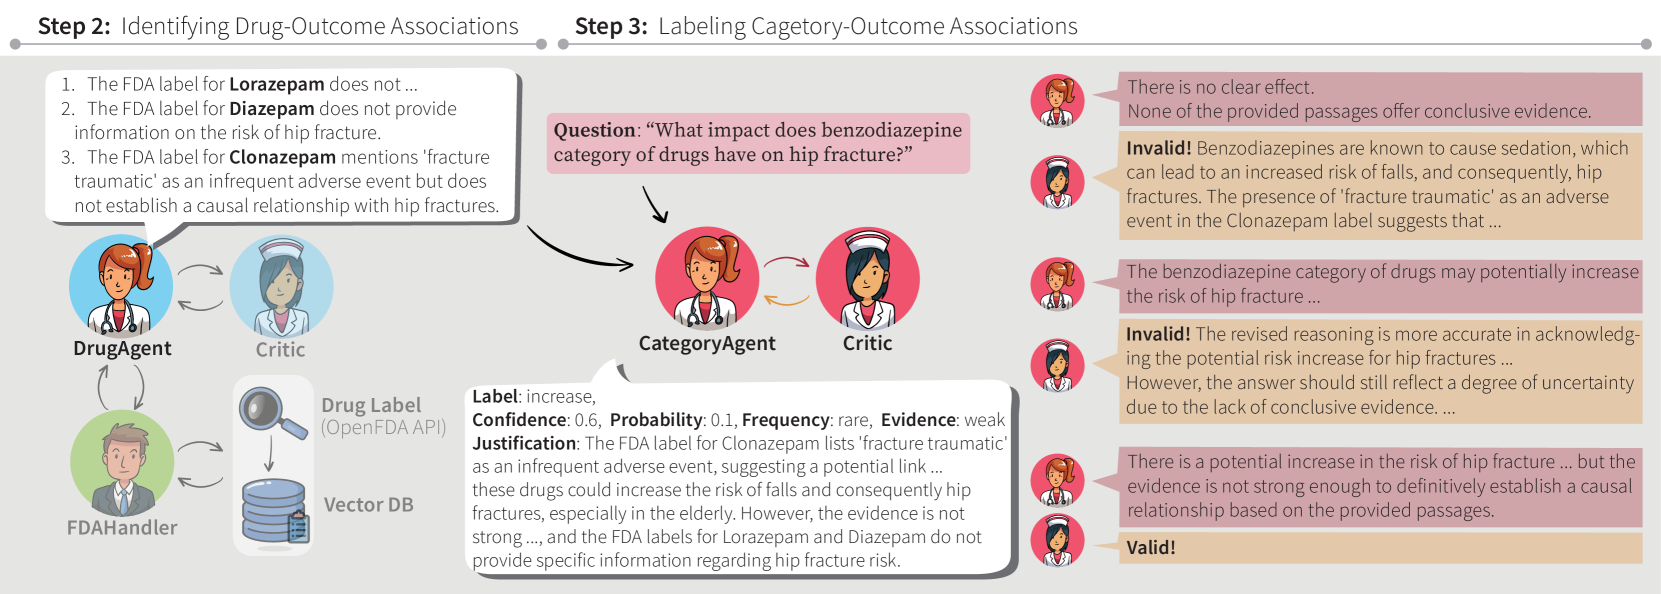 Step 2: Identifying Drug-Outcome Associations
Step 3: Labeling Cagetory-Outcome Associations
1. The FDA label for Lorazepam does not ...
2. The FDA label for Diazepam does not provide
information on the risk of hip fracture.
3. The FDA label for Clonazepam mentions 'fracture
traumatic' as an infrequent adverse event but does
not establish a causal relationship with hip fractures.
DrugAgent
Critic
FDAHandler
Drug Label
(OpenFDA API)
Vector DB
Question: “What impact does benzodiazepine
category of drugs have on hip fracture?”
CategoryAgent
Critic
Label: increase,
Confidence: 0.6, Probability: 0.1, Frequency: rare, Evidence: weak
Justification: The FDA label for Clonazepam lists 'fracture traumatic'
as an infrequent adverse event, suggesting a potential link ...
these drugs could increase the risk of falls and consequently hip
fractures, especially in the elderly. However, the evidence is not
strong ..., and the FDA labels for Lorazepam and Diazepam do not
provide specific information regarding hip fracture risk.
There is no clear effect.
None of the provided passages offer conclusive evidence.
Invalid! Benzodiazepines are known to cause sedation, which
can lead to an increased risk of falls, and consequently, hip
fractures. The presence of 'fracture traumatic' as an adverse
event in the Clonazepam label suggests that ...
The benzodiazepine category of drugs may potentially increase
the risk of hip fracture ...
Invalid! The revised reasoning is more accurate in acknowledg-
ing the potential risk increase for hip fractures ...
However, the answer should still reflect a degree of uncertainty
due to the lack of conclusive evidence. ...
There is a potential increase in the risk of hip fracture ... but the
evidence is not strong enough to definitively establish a causal
relationship based on the provided passages.
Valid!